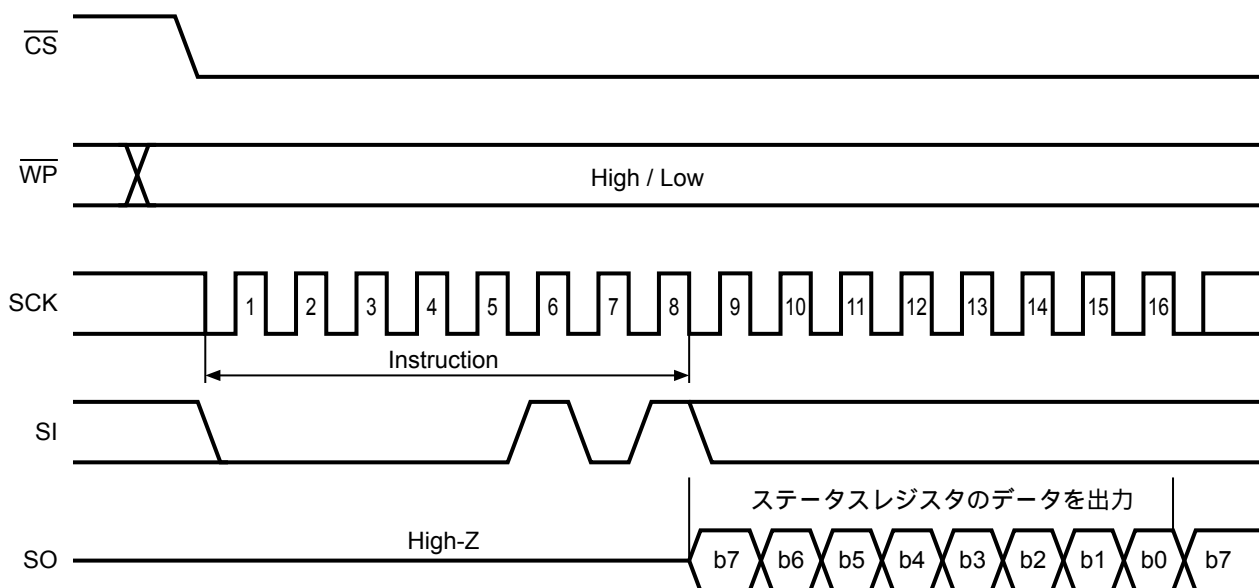 CS
WP
High / Low
SCK
1 2 3 4 5 6 7 8 9 10 11 12 13 14 15 16
Instruction
SI
ステータスレジスタのデータを出力
SO
High-Z
b7 b6 b5 b4 b3 b2 b1 b0 b7